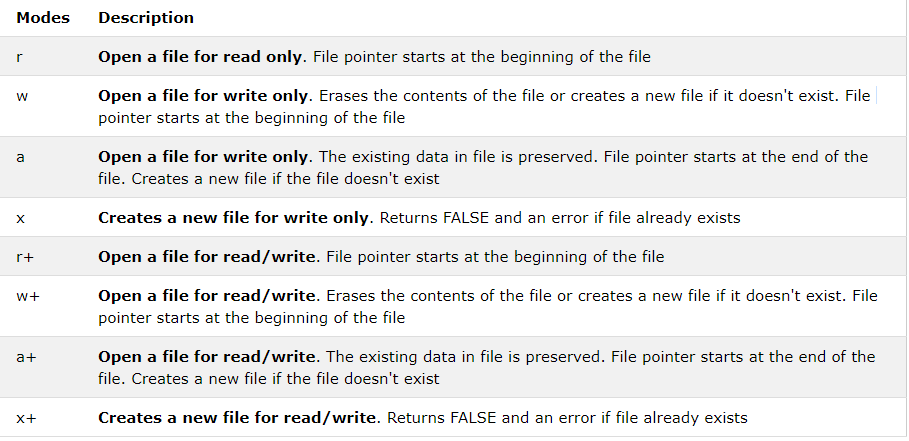 Modes Description
r Open a file for read only. File pointer starts at the beginning of the file
w Open a file for write only. Erases the contents of the file or creates a new file if it doesn't exist. File
pointer starts at the beginning of the file
a Open a file for write only. The existing data in file is preserved. File pointer starts at the end of the
file. Creates a new file if the file doesn't exist
x Creates a new file for write only. Returns FALSE and an error if file already exists
r+ Open a file for read/write. File pointer starts at the beginning of the file
w+ Open a file for read/write. Erases the contents of the file or creates a new file if it doesn't exist. File
pointer starts at the beginning of the file
a+ Open a file for read/write. The existing data in file is preserved. File pointer starts at the end of the
file. Creates a new file if the file doesn't exist
x+ Creates a new file for read/write. Returns FALSE and an error if file already exists